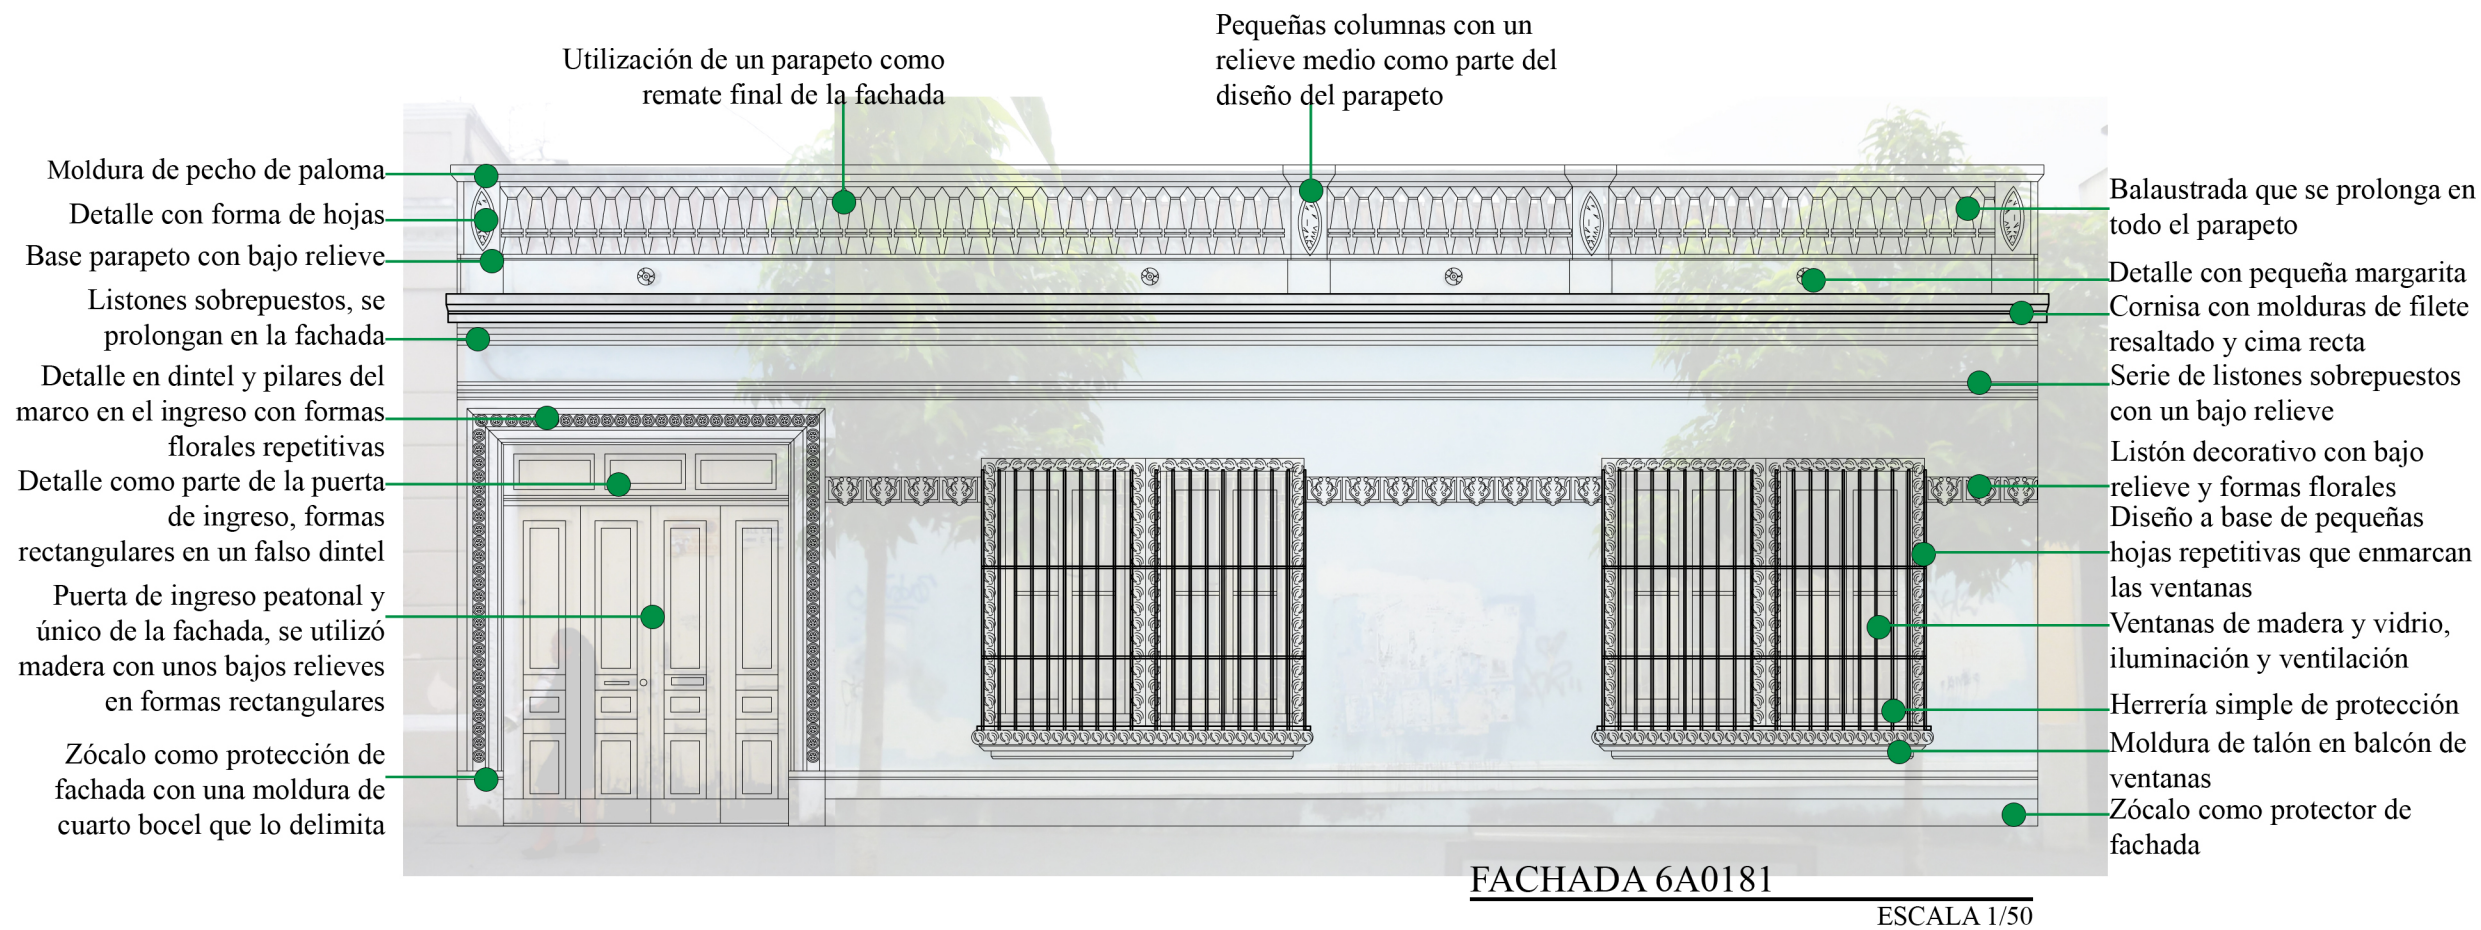 Utilización de un parapeto como
remate final de la fachada
Pequeñas columnas con un
relieve medio como parte del
diseño del parapeto
Moldura de pecho de paloma
Detalle con forma de hojas
Base parapeto con bajo relieve
Listones sobrepuestos, se
prolongan en la fachada
Detalle en dintel y pilares del
marco en el ingreso con formas
florales repetitivas
Detalle como parte de la puerta
de ingreso, formas
rectangulares en un falso dintel
Puerta de ingreso peatonal y
único de la fachada, se utilizó
madera con unos bajos relieves
en formas rectangulares
Zócalo como protección de
fachada con una moldura de
cuarto bocel que lo delimita
Balaustrada que se prolonga en
todo el parapeto
Detalle con pequeña margarita
Cornisa con molduras de filete
resaltado y cima recta
Serie de listones sobrepuestos
con un bajo relieve
Listón decorativo con bajo
relieve y formas florales
Diseño a base de pequeñas
hojas repetitivas que enmarcan
las ventanas
Ventanas de madera y vidrio,
iluminación y ventilación
Herrería simple de protección
Moldura de talón en balcón de
ventanas
Zócalo como protector de
fachada
FACHADA 6A0181
ESCALA 1/50